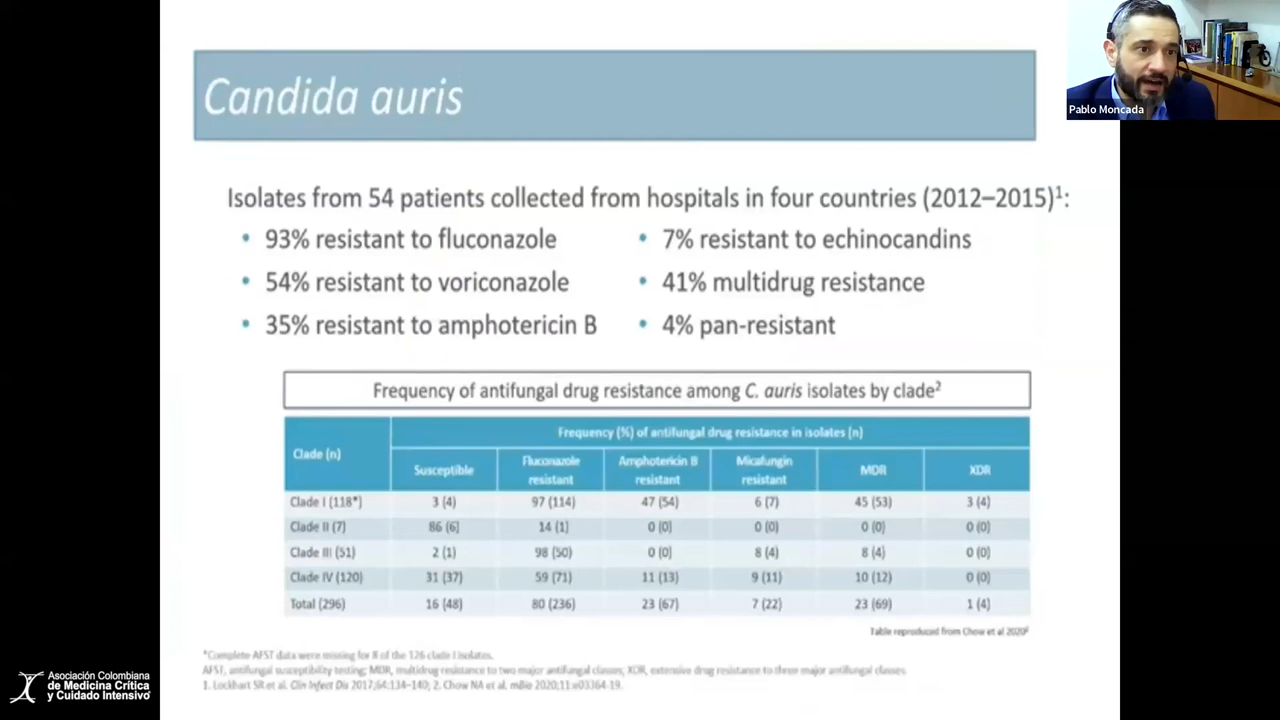 Candida auris
Pablo Moncada
Isolates from 54 patients collected from hospitals in four countries (2012–2015)1:
• 93% resistant to fluconazole
• 54% resistant to voriconazole
• 35% resistant to amphotericin B
• 7% resistant to echinocandins
• 41% multidrug resistance
• 4% pan-resistant
Frequency of antifungal drug resistance among C. auris isolates by clade2
Clade (n)
Frequency (%) of antifungal drug resistance in isolates (n)
Susceptible Fluconazole resistant Amphotericin B resistant Micafungin resistant MDR XDR
Clade I (118*) 3 (4) 97 (114) 47 (54) 6 (7) 45 (53) 3 (4)
Clade II (7) 86 (6) 14 (1) 0 (0) 0 (0) 0 (0) 0 (0)
Clade III (51) 2 (1) 98 (50) 0 (0) 8 (4) 8 (4) 0 (0)
Clade IV (120) 31 (37) 59 (71) 11 (13) 9 (11) 10 (12) 0 (0)
Total (296) 16 (48) 80 (236) 23 (67) 7 (22) 23 (69) 1 (4)
Table reproduced from Chow et al 2020
*Complete AFST data were missing for 8 of the 126 clade I isolates.
AFST, antifungal susceptibility testing; MDR, multidrug resistance to two major antifungal classes; XDR, extensive drug resistance to three major antifungal classes.
1. Lockhart SR et al. Clin Infect Dis 2017;64:134–140; 2. Chow NA et al. mBio 2020;11:e03364-19.
Asociación Colombiana
de Medicina Crítica
y Cuidado Intensivo